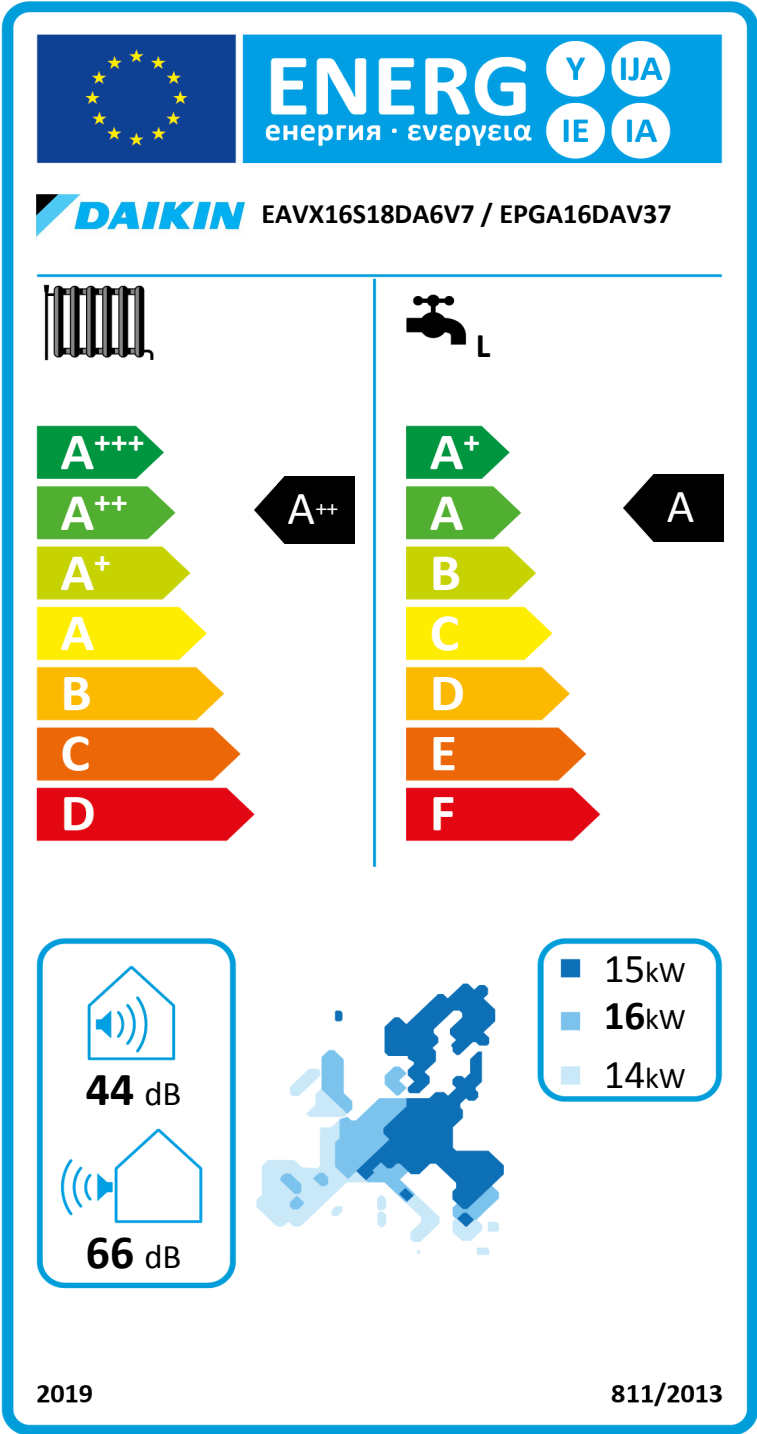 ENERG
енергия · ενεργεια
Y IJA
IE IA
DAIKIN EAVX16S18DA6V7 / EPGA16DAV37
L
A+++
A++
A+
A
B
C
D
A++
A+
A
B
C
D
E
F
A
44 dB
66 dB
15kW
16kW
14kW
2019
811/2013